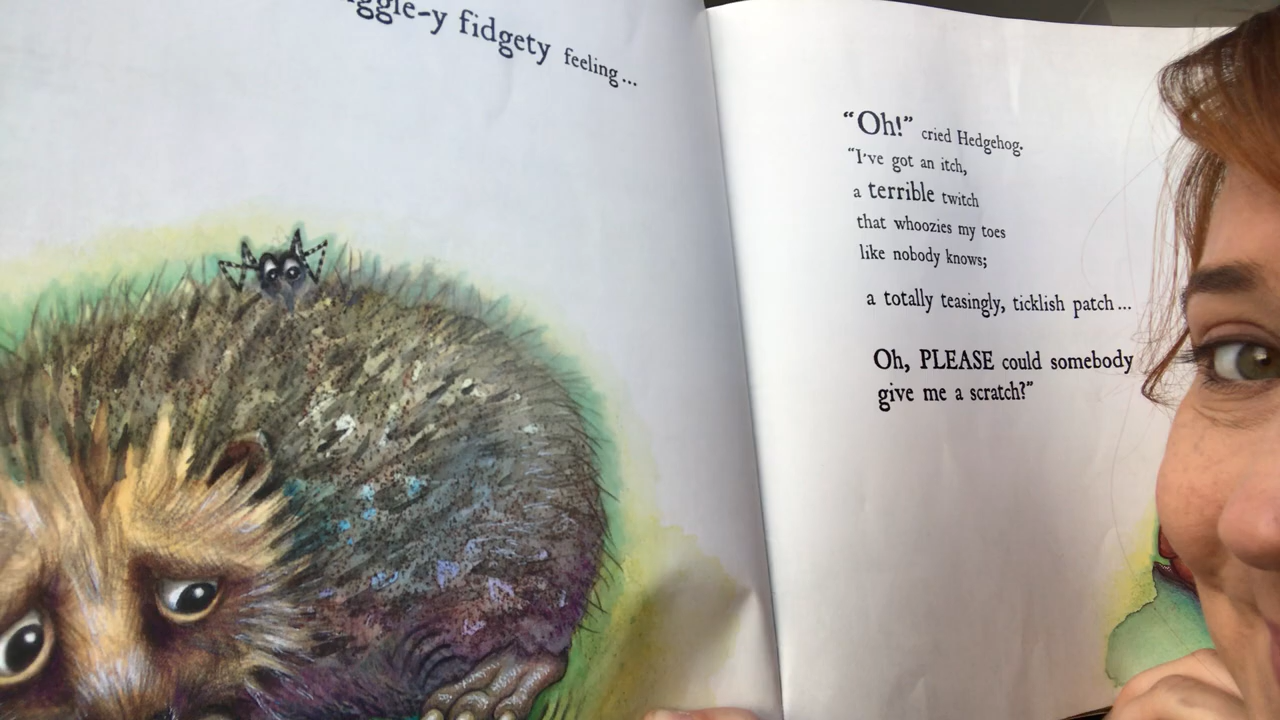 fidgety feeling...
"Oh!" cried Hedgehog.
"I've got an itch,
a terrible twitch
that whoozies my toes
like nobody knows;
a totally teasingly, ticklish patch...
Oh, PLEASE could somebody
give me a scratch?"